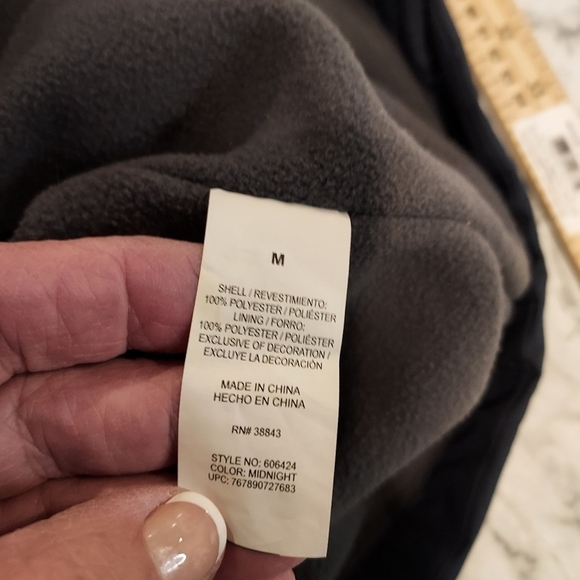 M
SHELL / REVESTIMIENTO:
100% POLYESTER / POLIÉSTER
LINING / FORRO:
100% POLYESTER / POLIÉSTER
EXCLUSIVE OF DECORATION /
EXCLUYE LA DECORACIÓN
MADE IN CHINA
HECHO EN CHINA
RN# 38843
STYLE NO: 606424
COLOR: MIDNIGHT
UPC: 767890727683